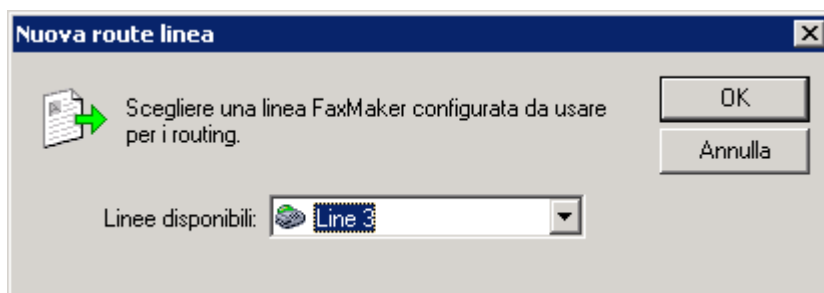 Nuova route linea
Scegliere una linea FaxMaker configurata da usare
per i routing.
OK
Annulla
Linee disponibili:
Line 3